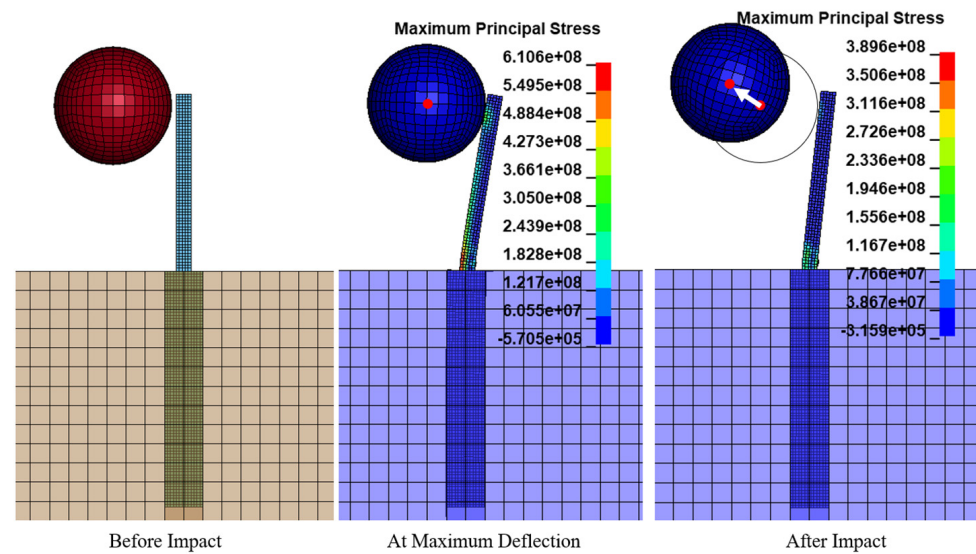 Maximum Principal Stress
6.106e+08
5.495e+08
4.884e+08
4.273e+08
3.661e+08
3.050e+08
2.439e+08
1.828e+08
1.217e+08
6.055e+07
-5.705e+05
Maximum Principal Stress
3.896e+08
3.506e+08
3.116e+08
2.726e+08
2.336e+08
1.946e+08
1.556e+08
1.167e+08
7.766e+07
3.867e+07
-3.159e+05
Before Impact
At Maximum Deflection
After Impact